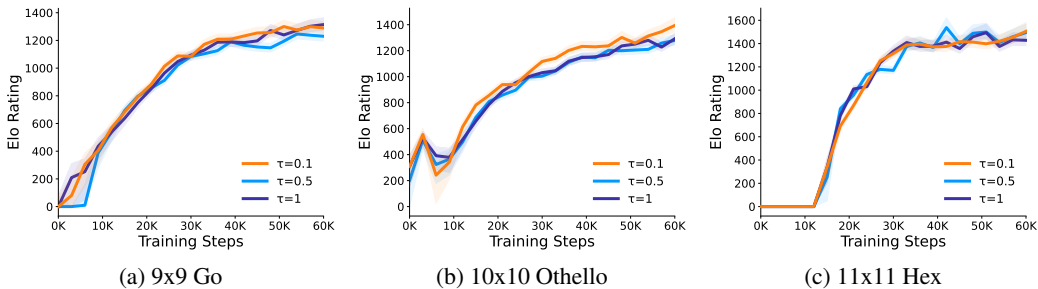 Elo Rating
1400
1200
1000
800
600
400
200
0
τ=0.1
τ=0.5
τ=1
0K 10K 20K 30K 40K 50K 60K
Training Steps
(a) 9x9 Go
Elo Rating
1400
1200
1000
800
600
400
200
0
τ=0.1
τ=0.5
τ=1
0K 10K 20K 30K 40K 50K 60K
Training Steps
(b) 10x10 Othello
Elo Rating
1600
1400
1200
1000
800
600
400
200
0
τ=0.1
τ=0.5
τ=1
0K 10K 20K 30K 40K 50K 60K
Training Steps
(c) 11x11 Hex